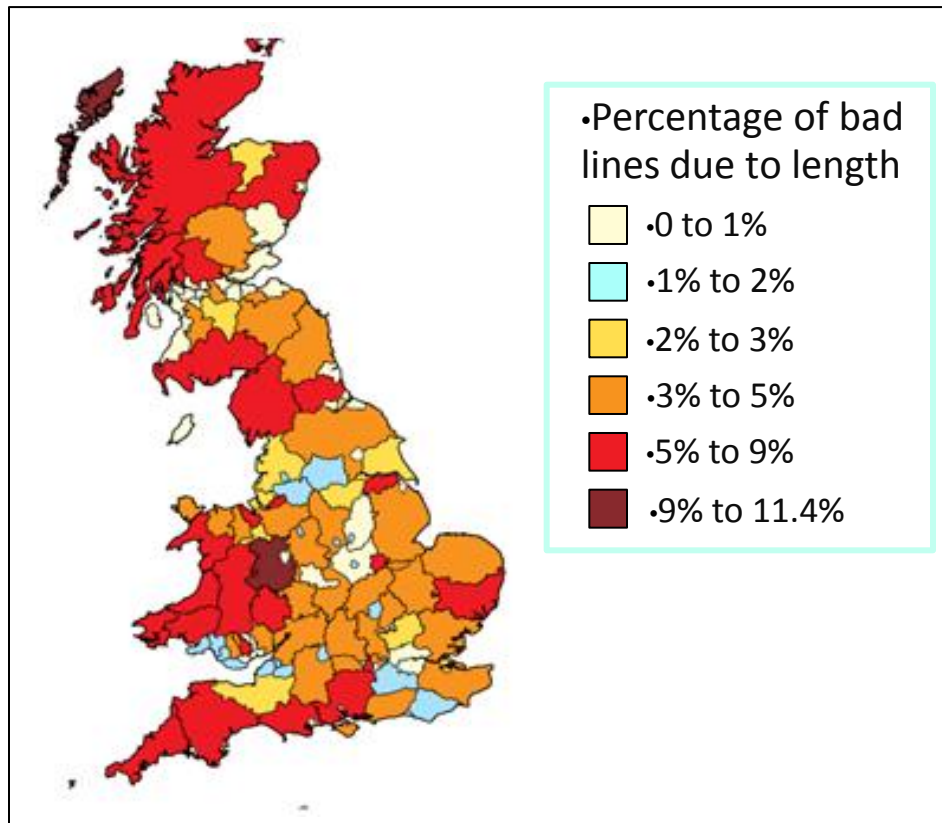 •Percentage of bad
lines due to length
•0 to 1%
•1% to 2%
•2% to 3%
•3% to 5%
•5% to 9%
•9% to 11.4%